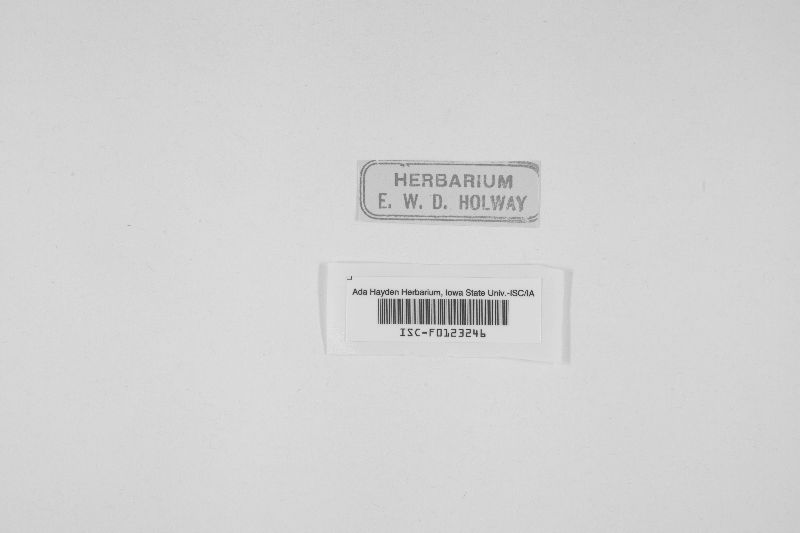 HERBARIUM
E. W. D. HOLWAY
Ada Hayden Herbarium, Iowa State Univ.-ISC/IA
ISC-F0123246